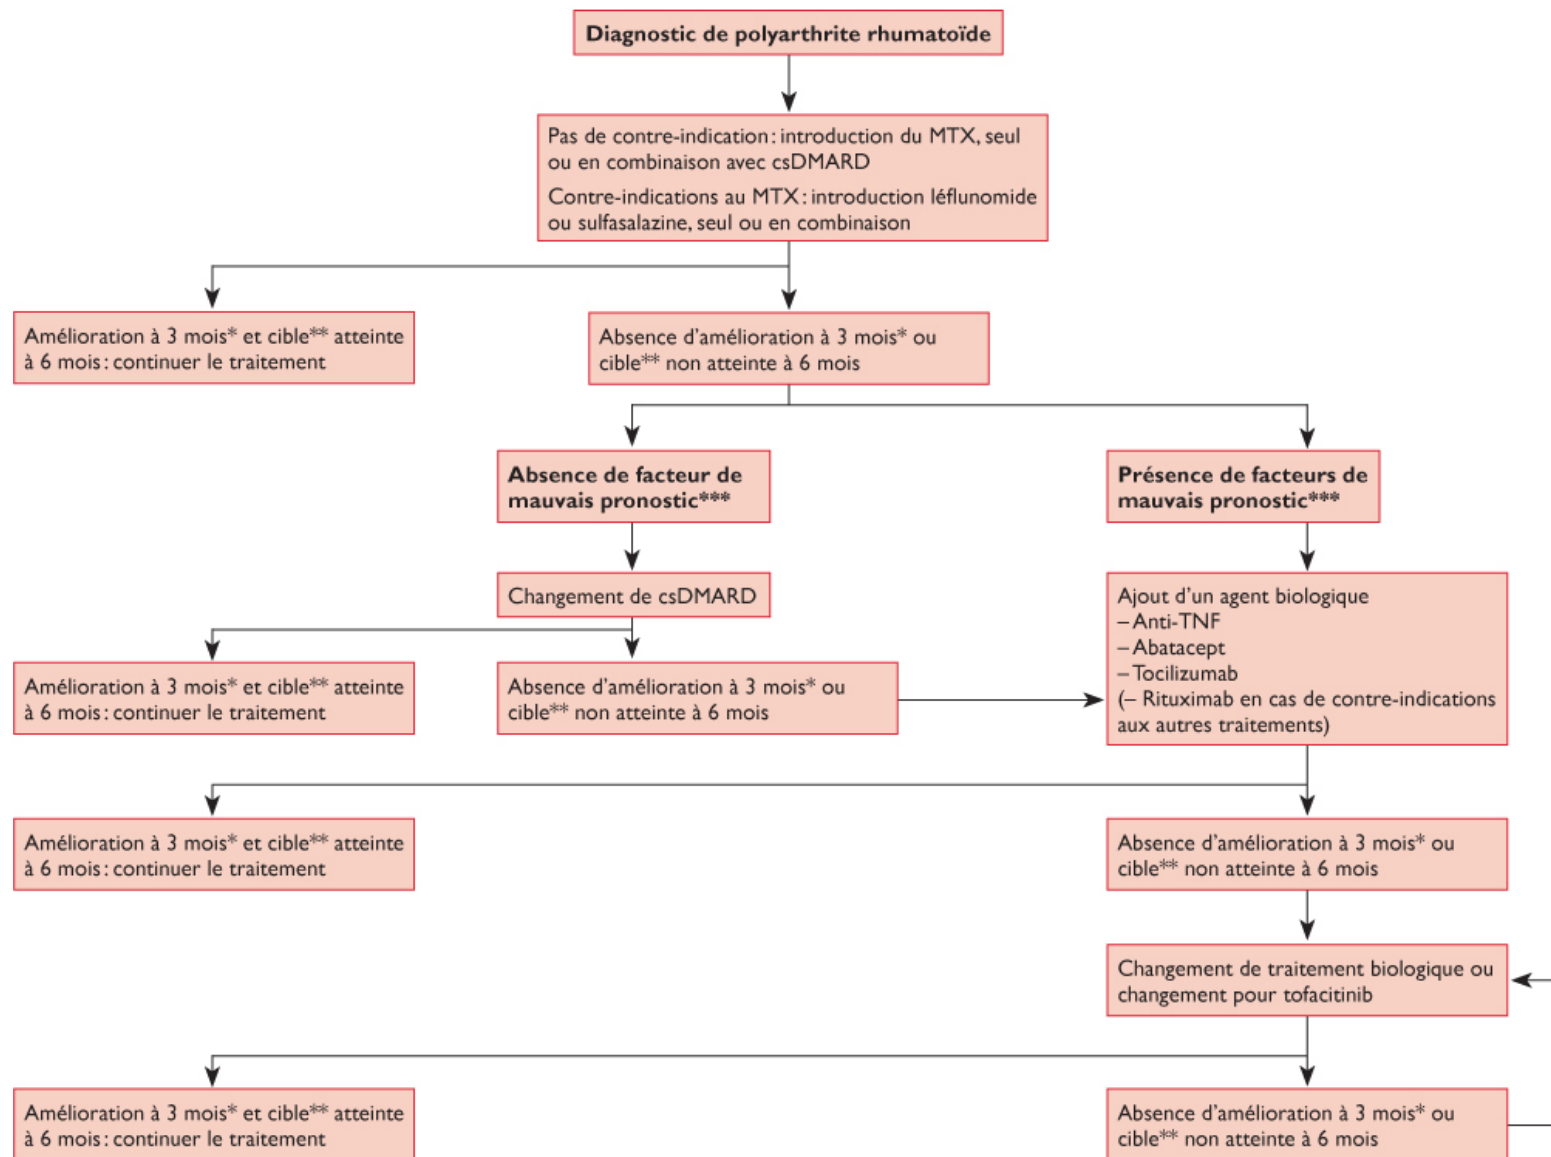 Diagnostic de polyarthrite rhumatoïde
Pas de contre-indication : introduction du MTX, seul
ou en combinaison avec csDMARD
Contre-indications au MTX : introduction léflunomide
ou sulfasalazine, seul ou en combinaison
Amélioration à 3 mois* et cible** atteinte
à 6 mois : continuer le traitement
Absence d'amélioration à 3 mois* ou
cible** non atteinte à 6 mois
Absence de facteur de
mauvais pronostic***
Présence de facteurs de
mauvais pronostic***
Changement de csDMARD
Ajout d'un agent biologique
– Anti-TNF
– Abatacept
– Tocilizumab
(– Rituximab en cas de contre-indications
aux autres traitements)
Amélioration à 3 mois* et cible** atteinte
à 6 mois : continuer le traitement
Absence d'amélioration à 3 mois* ou
cible** non atteinte à 6 mois
Amélioration à 3 mois* et cible** atteinte
à 6 mois : continuer le traitement
Absence d'amélioration à 3 mois* ou
cible** non atteinte à 6 mois
Changement de traitement biologique ou
changement pour tofacitinib
Amélioration à 3 mois* et cible** atteinte
à 6 mois : continuer le traitement
Absence d'amélioration à 3 mois* ou
cible** non atteinte à 6 mois